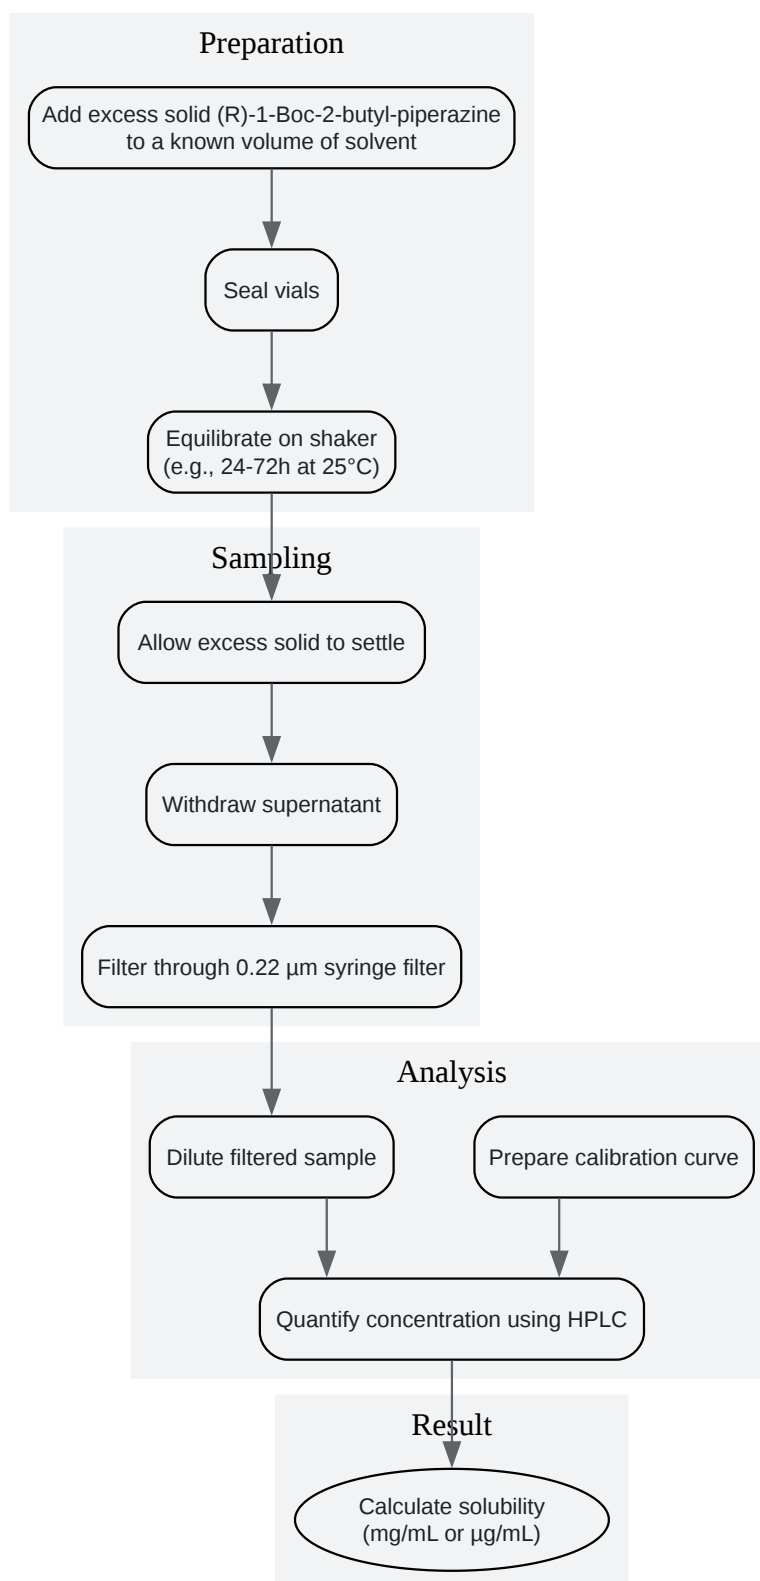 Preparation
Add excess solid (R)-1-Boc-2-butyl-piperazine
to a known volume of solvent
Seal vials
Equilibrate on shaker
(e.g., 24-72h at 25°C)
Sampling
Allow excess solid to settle
Withdraw supernatant
Filter through 0.22 µm syringe filter
Analysis
Dilute filtered sample
Prepare calibration curve
Quantify concentration using HPLC
Result
Calculate solubility
(mg/mL or µg/mL)